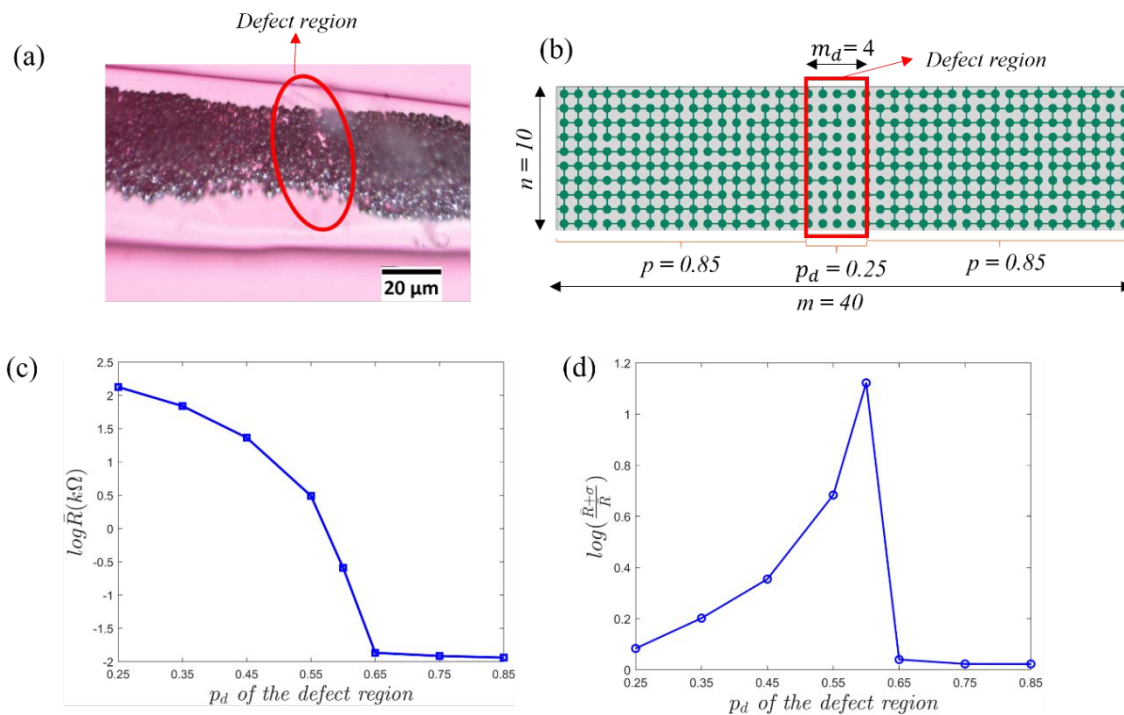 Defect region
(a)
20 μm
(b)
m_d = 4
Defect region
n = 10
p = 0.85
p_d = 0.25
p = 0.85
m = 40
(c)
2.5
2
1.5
1
0.5
0
-0.5
-1
-1.5
-2
logR̄(kΩ)
0.25 0.35 0.45 0.55 0.65 0.75 0.85
p_d of the defect region
(d)
1.2
1
0.8
0.6
0.4
0.2
0
log(R̄+σ/R̄)
0.25 0.35 0.45 0.55 0.65 0.75 0.85
p_d of the defect region